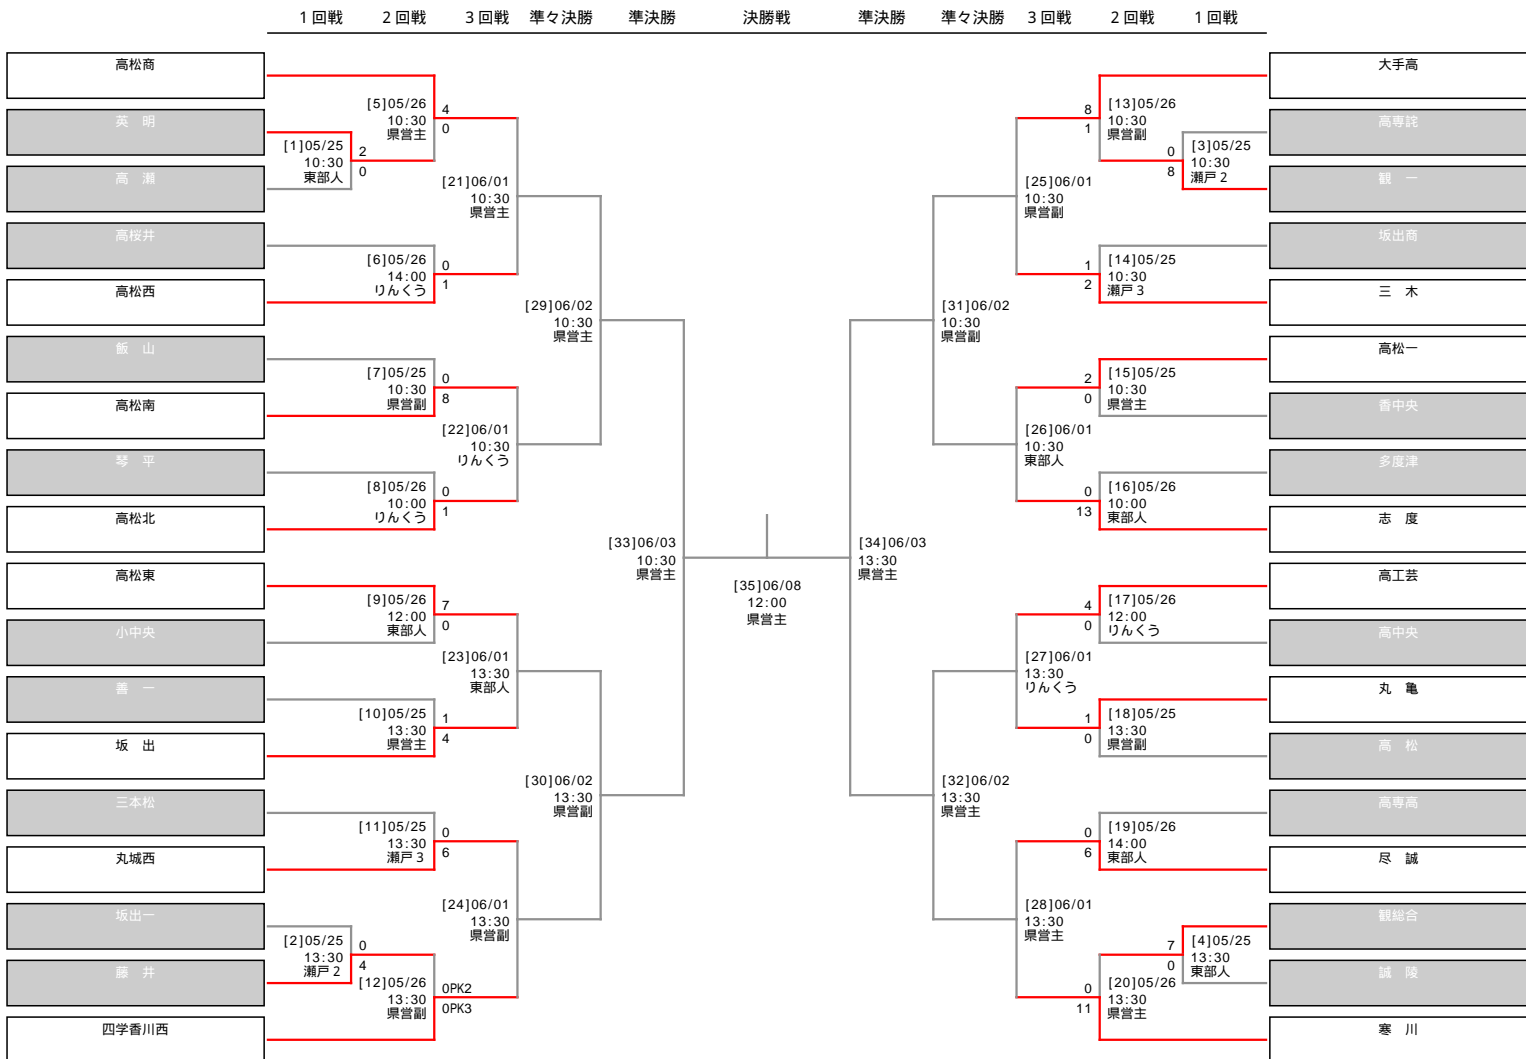 1回戦 2回戦 3回戦 準々決勝 準決勝 決勝戦 準決勝 準々決勝 3回戦 2回戦 1回戦
高松商
英 明
高 瀬
高桜井
高松西
飯 山
高松南
琴 平
高松北
高松東
小中央
善 一
坂 出
三本松
丸城西
坂出一
藤 井
四学香川西
[1]05/25
10:30
東部人
2
0
[2]05/25
13:30
瀬戸2
0
4
[5]05/26
10:30
県営主
4
0
[6]05/26
14:00
りんくう
0
1
[7]05/25
10:30
県営副
0
8
[8]05/26
10:00
りんくう
0
1
[9]05/26
12:00
東部人
7
0
[10]05/25
13:30
県営主
1
4
[11]05/25
13:30
瀬戸3
0
6
[12]05/26
13:30
県営副
0PK2
0PK3
[21]06/01
10:30
県営主
[22]06/01
10:30
りんくう
[23]06/01
13:30
東部人
[24]06/01
13:30
県営副
[29]06/02
10:30
県営主
[30]06/02
13:30
県営副
[33]06/03
10:30
県営主
[35]06/08
12:00
県営主
[34]06/03
13:30
県営主
[31]06/02
10:30
県営副
[32]06/02
13:30
県営主
[25]06/01
10:30
県営副
[26]06/01
10:30
東部人
[27]06/01
13:30
りんくう
[28]06/01
13:30
県営主
8
1
[13]05/26
10:30
県営副
1
2
[14]05/25
10:30
瀬戸3
2
0
[15]05/25
10:30
県営主
0
13
[16]05/26
10:00
東部人
4
0
[17]05/26
12:00
りんくう
1
0
[18]05/25
13:30
県営副
0
6
[19]05/26
14:00
東部人
0
11
[20]05/26
13:30
県営主
0
8
[3]05/25
10:30
瀬戸2
7
0
[4]05/25
13:30
東部人
大手高
高専詫
観 一
坂出商
三 木
高松一
香中央
多度津
志 度
高工芸
高中央
丸 亀
高 松
高専高
尽 誠
観総合
誠 陵
寒 川